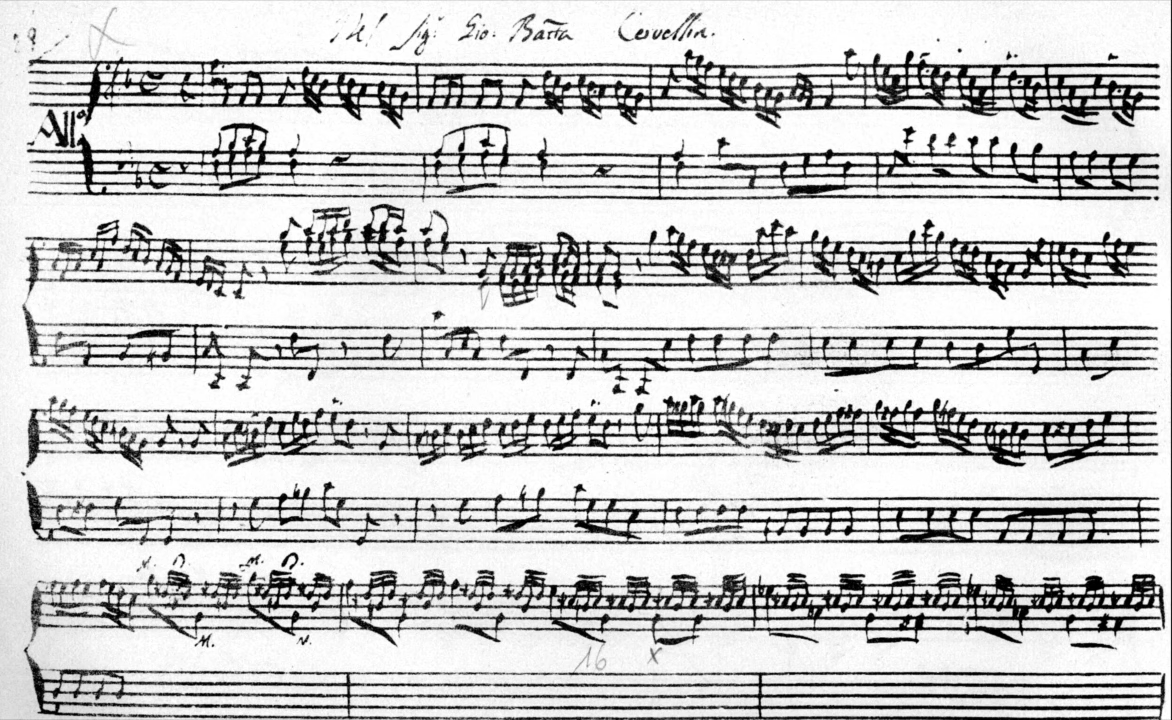 Del Sig: Gio: Batta Cervellin.
All°
M. D. M. D.
M.
16 x